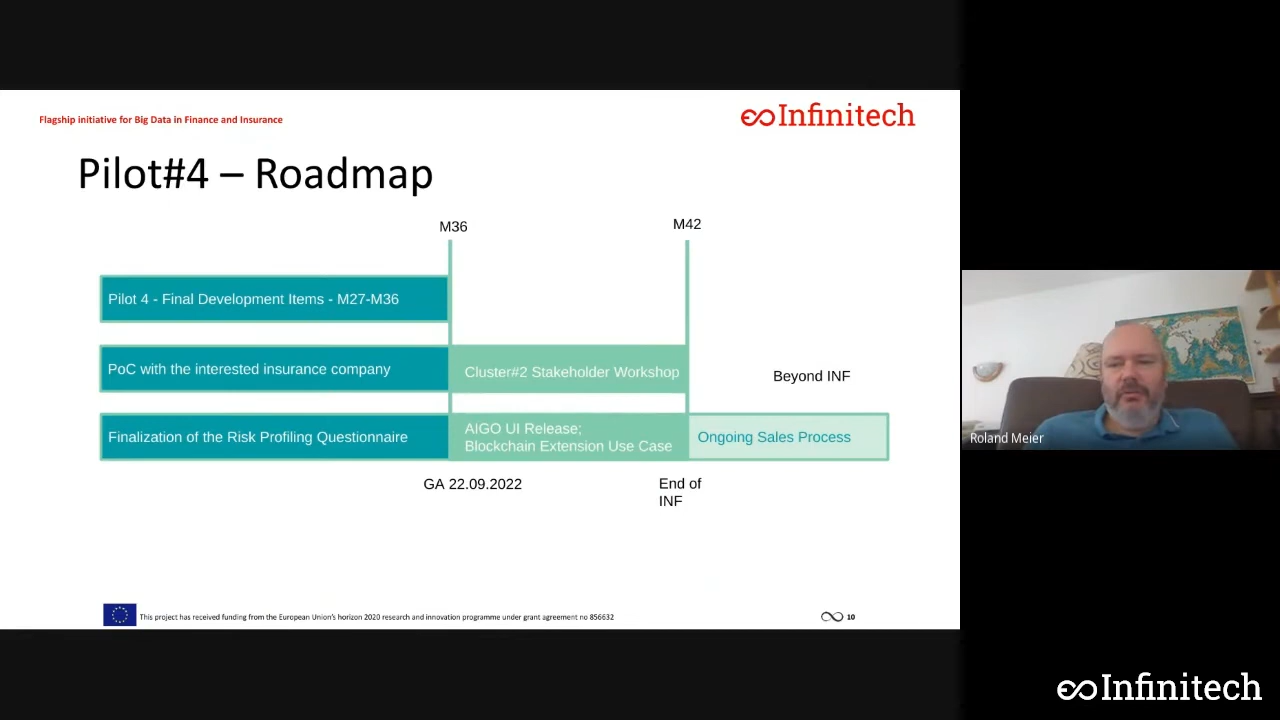 Flagship initiative for Big Data in Finance and Insurance
Infinitech
Pilot#4 – Roadmap
M36
M42
Pilot 4 - Final Development Items - M27-M36
PoC with the interested insurance company
Cluster#2 Stakeholder Workshop
Beyond INF
Finalization of the Risk Profiling Questionnaire
AIGO UI Release;
Blockchain Extension Use Case
Ongoing Sales Process
GA 22.09.2022
End of
INF
Roland Meier
This project has received funding from the European Union's horizon 2020 research and innovation programme under grant agreement no 856632
10
Infinitech